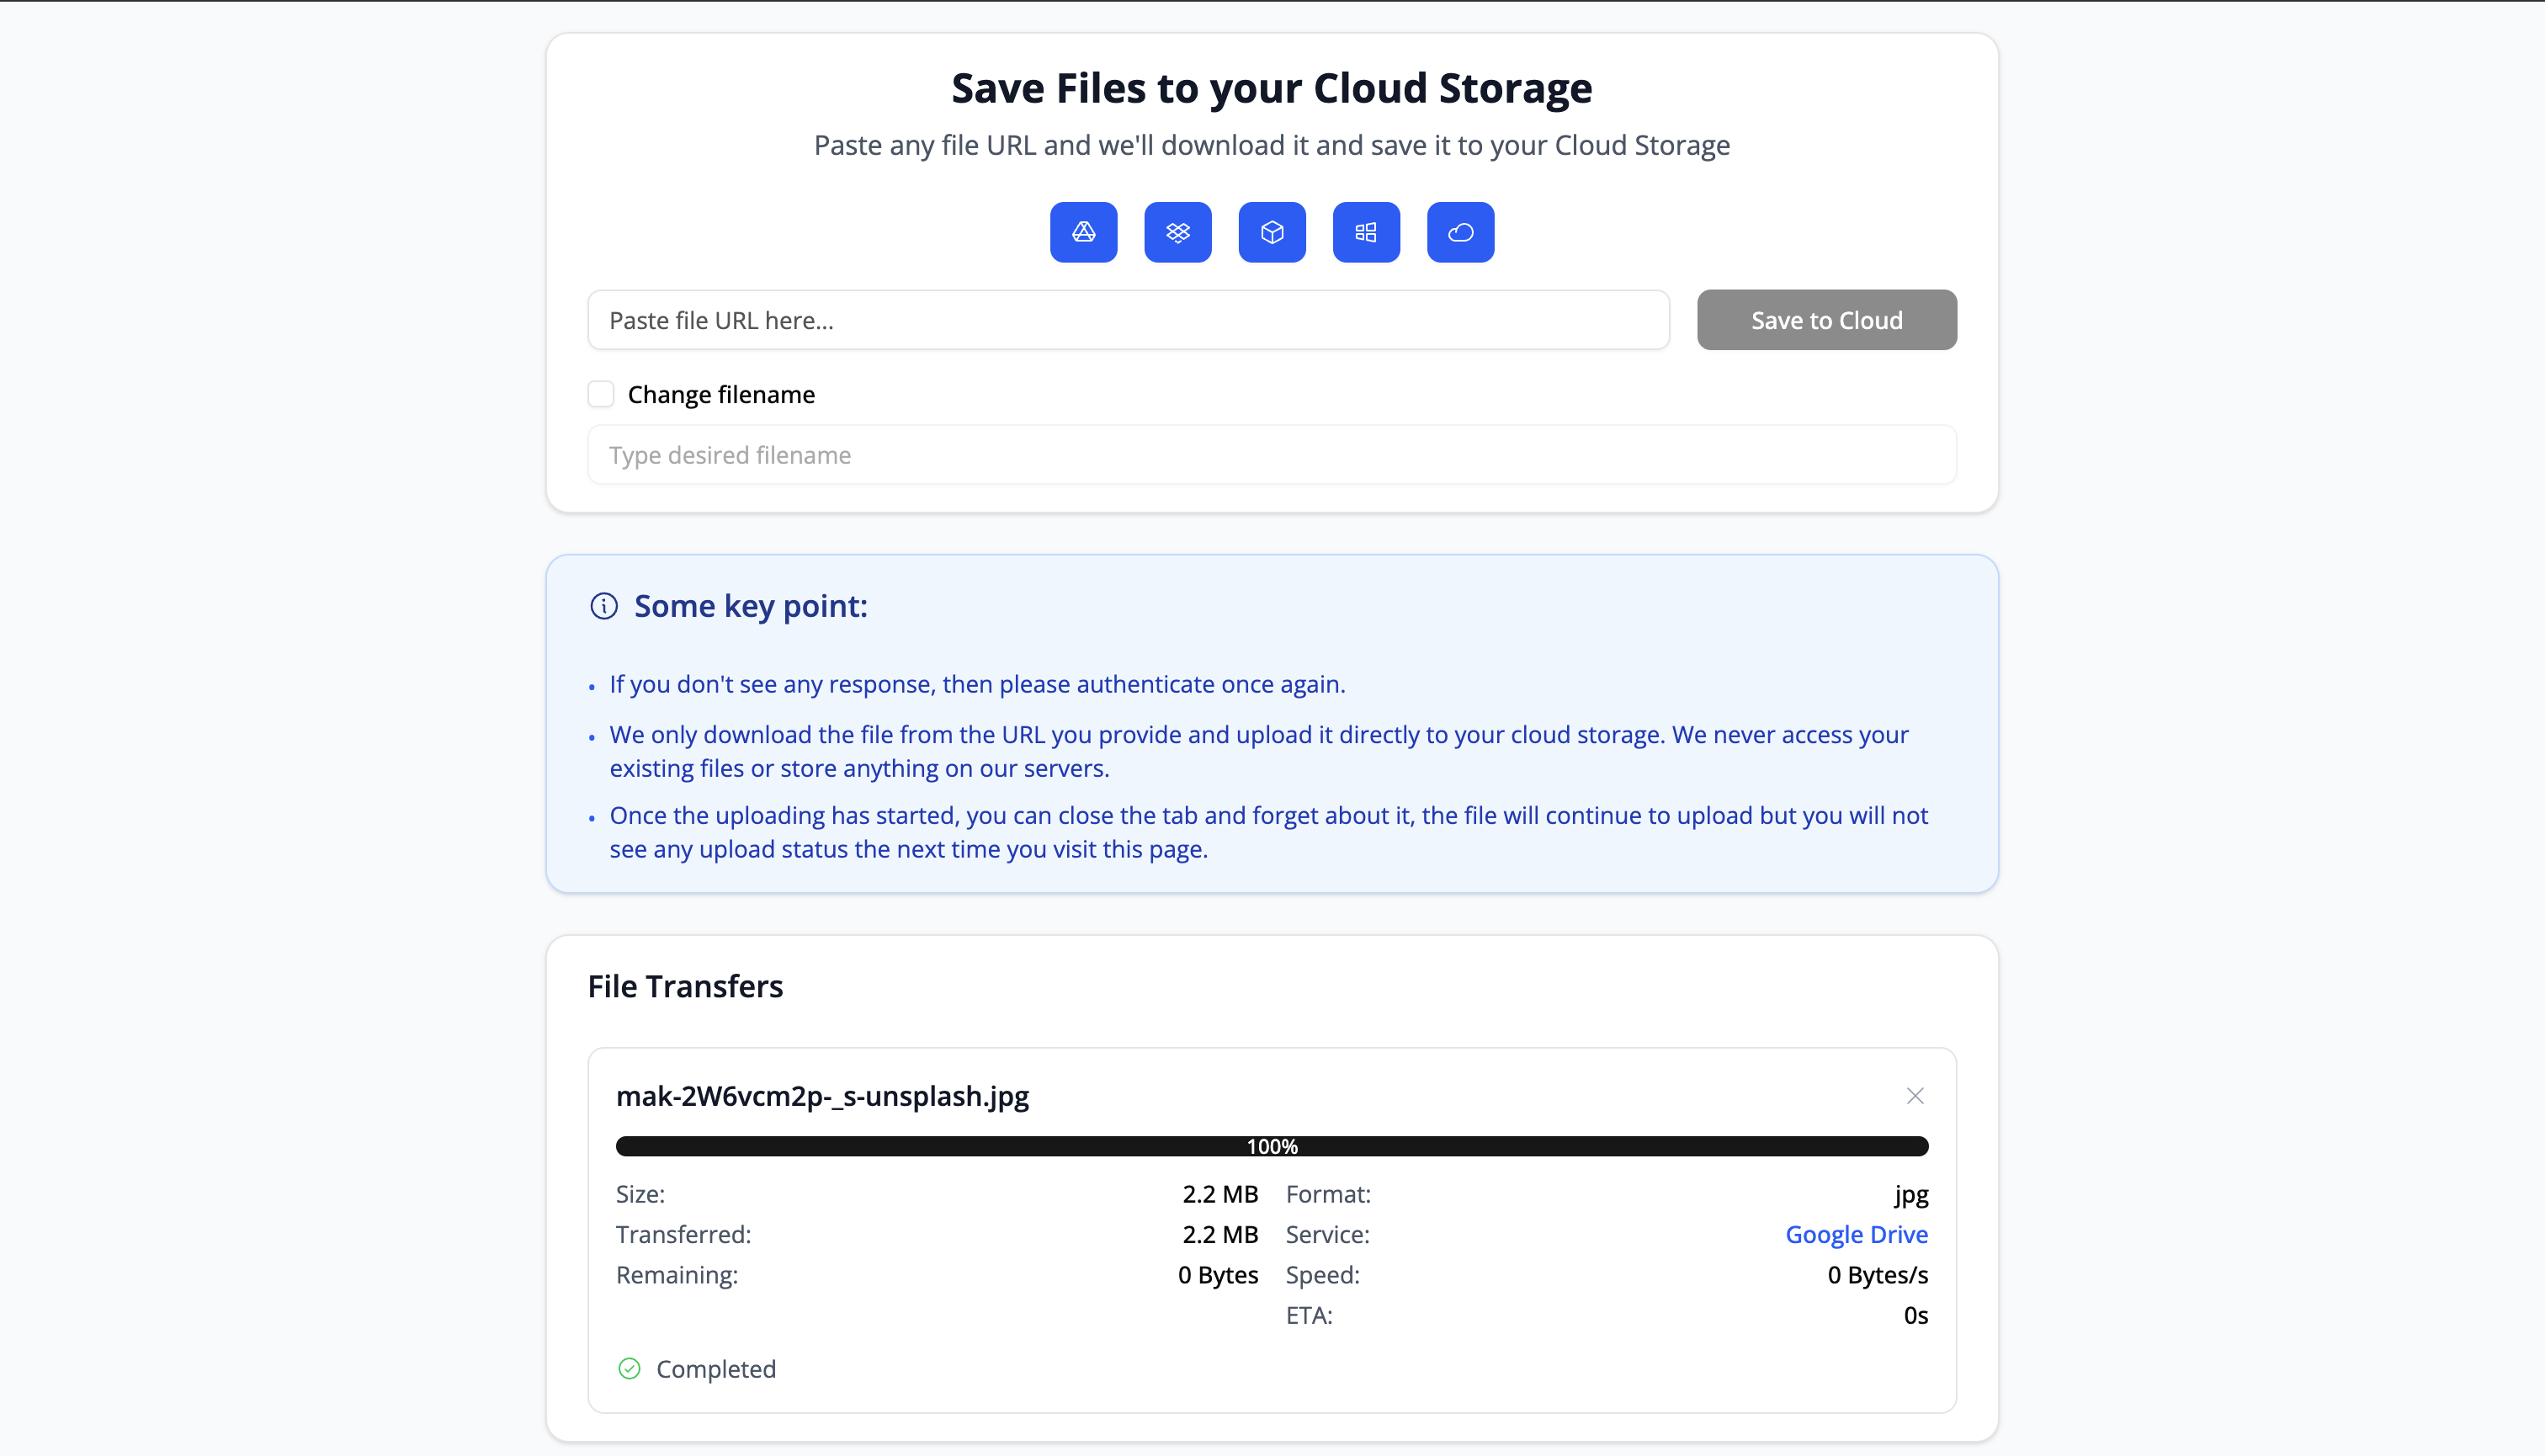 Save Files to your Cloud Storage
Paste any file URL and we'll download it and save it to your Cloud Storage
Paste file URL here...
Save to Cloud
Change filename
Type desired filename
Some key point:
• If you don't see any response, then please authenticate once again.
• We only download the file from the URL you provide and upload it directly to your cloud storage. We never access your
existing files or store anything on our servers.
• Once the uploading has started, you can close the tab and forget about it, the file will continue to upload but you will not
see any upload status the next time you visit this page.
File Transfers
mak-2W6vcm2p-_s-unsplash.jpg
100%
Size: 2.2 MB Format: jpg
Transferred: 2.2 MB Service: Google Drive
Remaining: 0 Bytes Speed: 0 Bytes/s
ETA: 0s
Completed